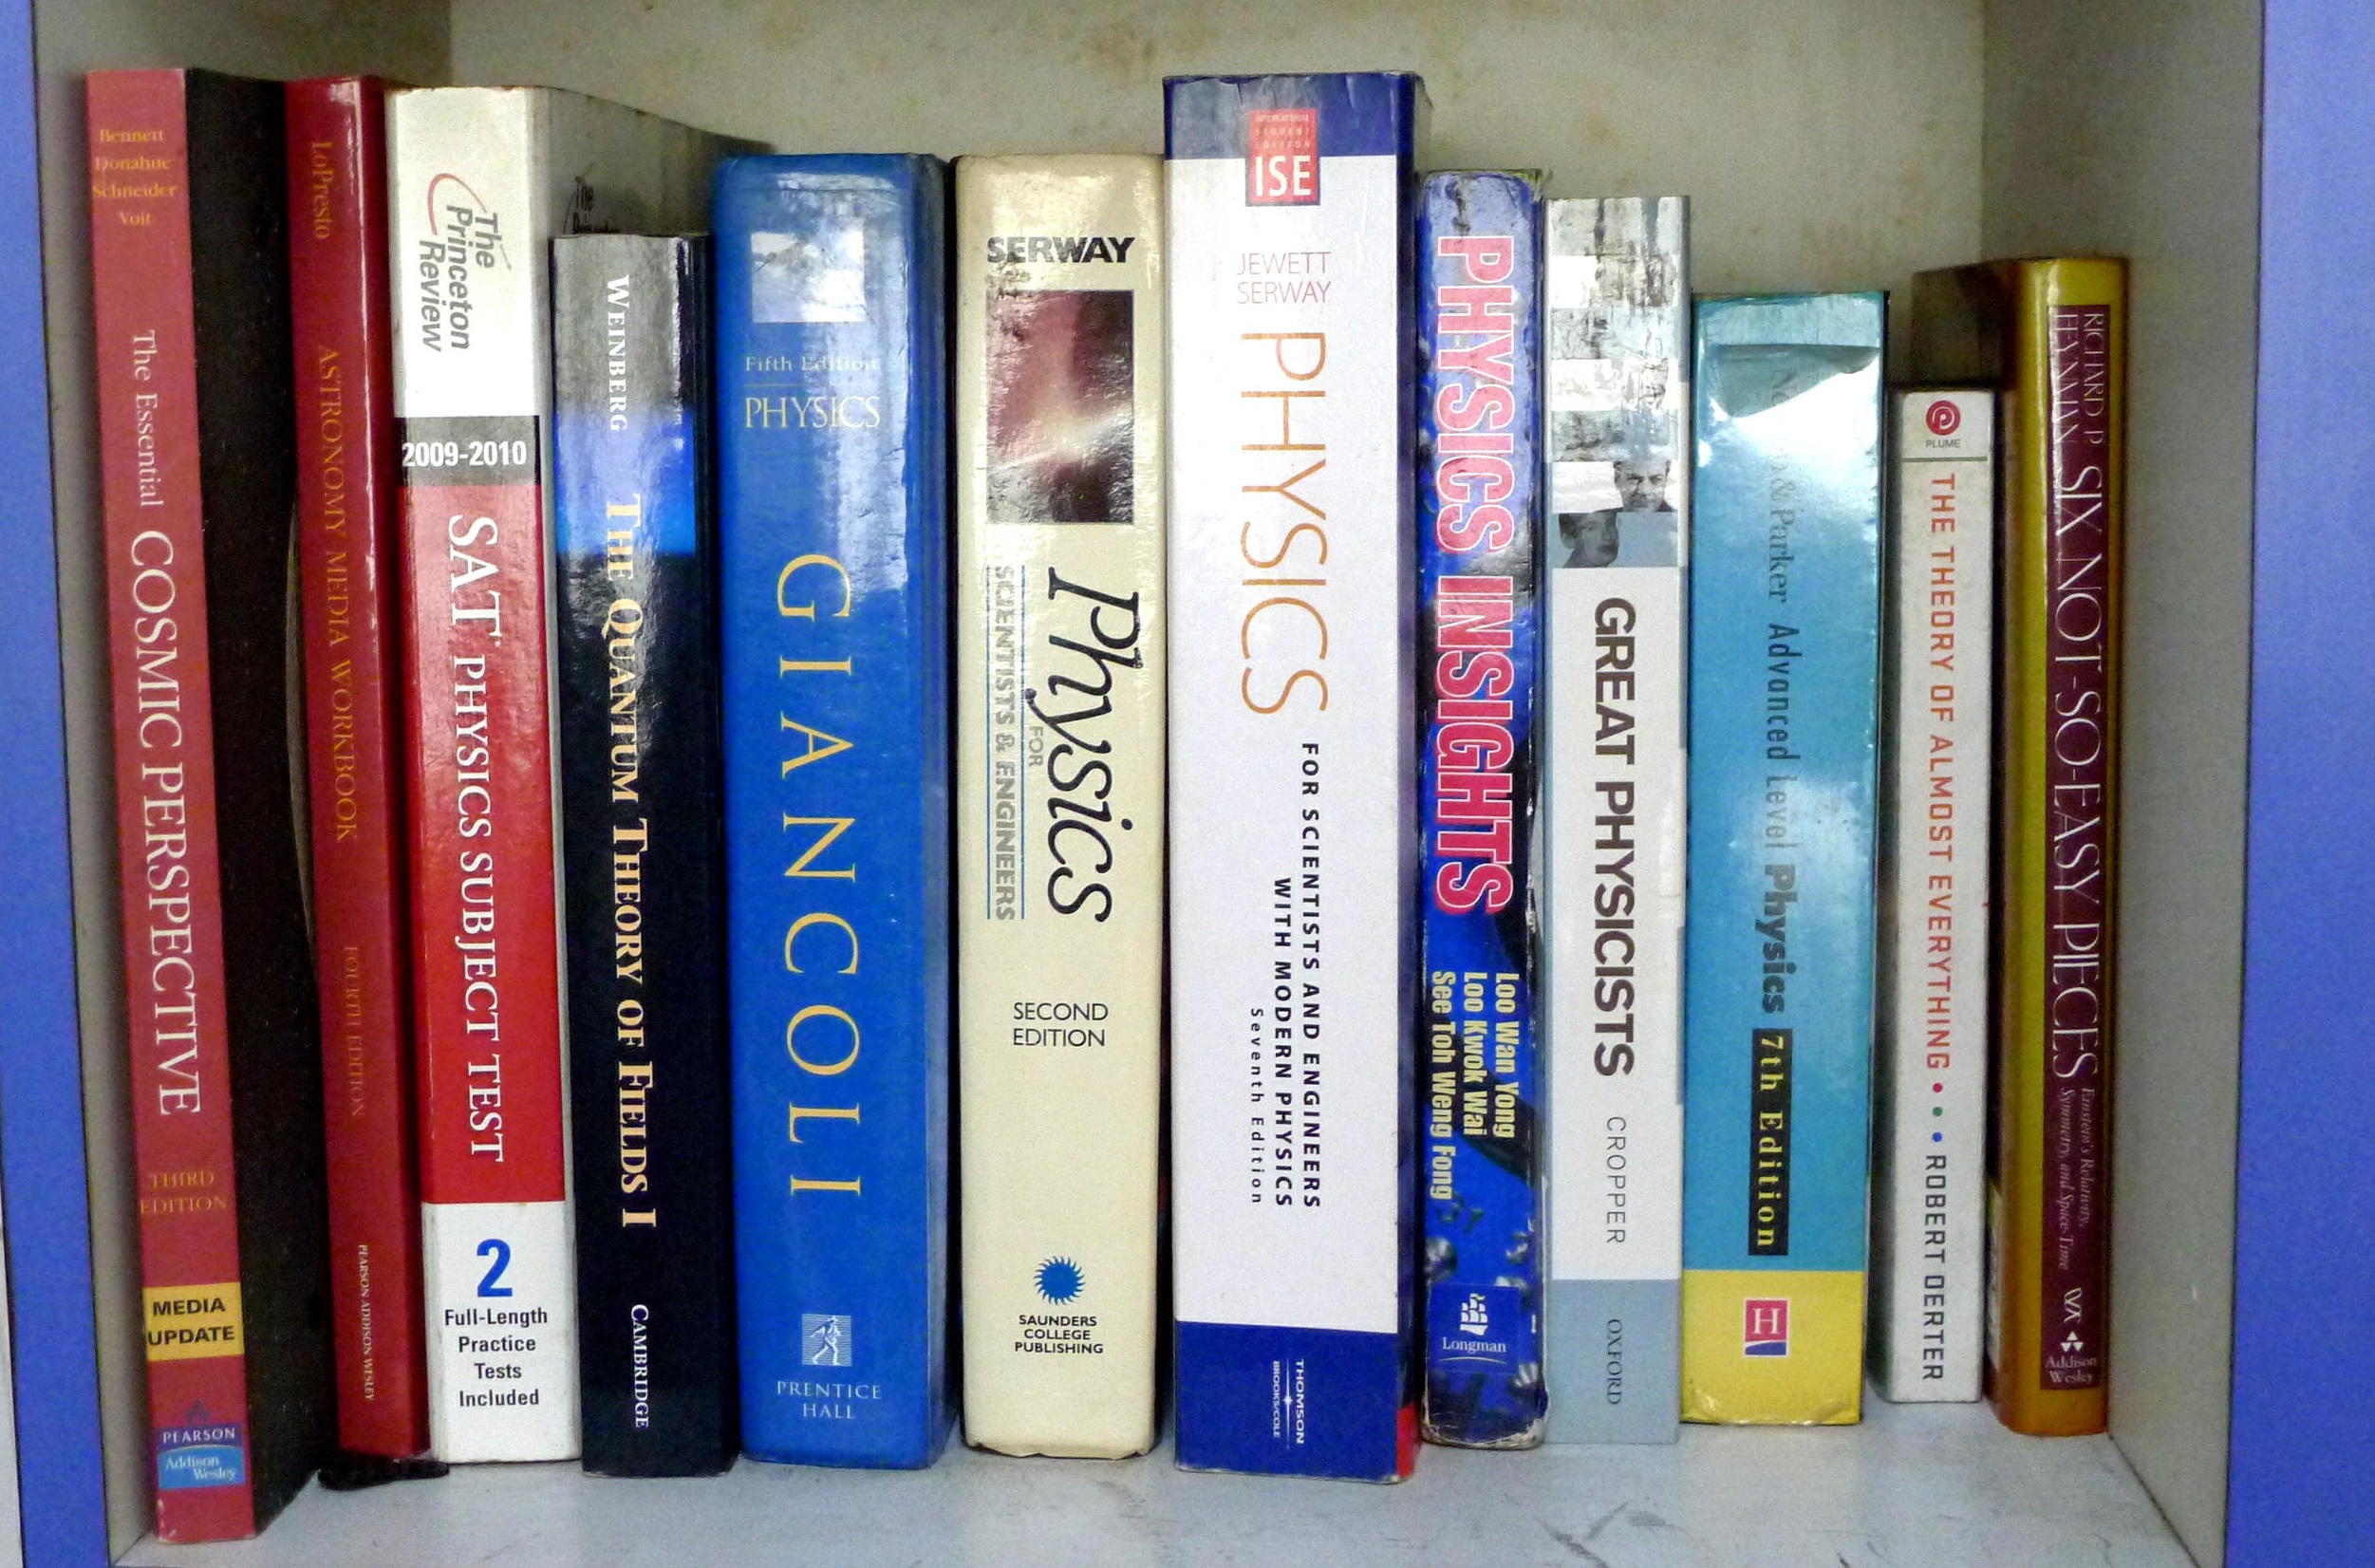 Bennett
Donahue
Schneider
Voit
The Essential COSMIC PERSPECTIVE
THIRD
EDITION
MEDIA
UPDATE
PEARSON
Addison
Wesley
LoPresto
ASTRONOMY MEDIA WORKBOOK
FOURTH EDITION
PEARSON ADDISON WESLEY
The
Princeton
Review
2009-2010
SAT PHYSICS SUBJECT TEST
2
Full-Length
Practice
Tests
Included
The
WEINBERG
THE QUANTUM THEORY OF FIELDS I
CAMBRIDGE
Fifth Edition
PHYSICS
GIANCOLI
PRENTICE
HALL
SERWAY
Physics
FOR
SCIENTISTS & ENGINEERS
SECOND
EDITION
SAUNDERS
COLLEGE
PUBLISHING
INTERNATIONAL
STUDENT
EDITION
ISE
JEWETT
SERWAY
PHYSICS
FOR SCIENTISTS AND ENGINEERS
WITH MODERN PHYSICS
Seventh Edition
THOMSON
BROOKS/COLE
PHYSICS INSIGHTS
Loo Wan Yong
Loo Kwok Wai
See Toh Weng Fong
Longman
GREAT PHYSICISTS
CROPPER
OXFORD
& Parker Advanced Level Physics 7th Edition
H
PLUME
THE THEORY OF ALMOST EVERYTHING • • • ROBERT OERTER
RICHARD P.
FEYNMAN SIX NOT-SO-EASY PIECES
Einstein's Relativity,
Symmetry, and Space-Time
Addison
Wesley